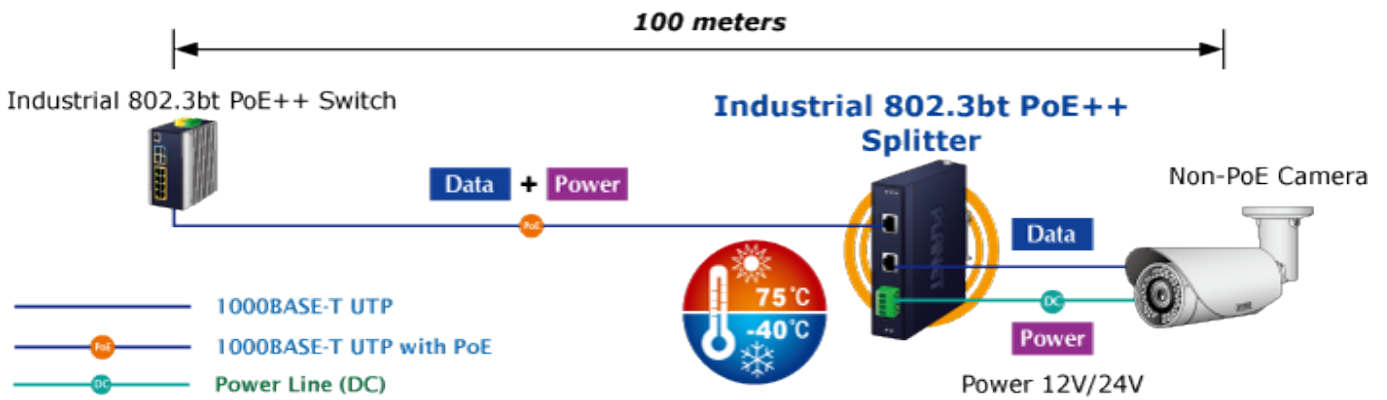 100 meters
Industrial 802.3bt PoE++ Switch
Industrial 802.3bt PoE++
Splitter
Data + Power
Non-PoE Camera
PLANET
Data
PoE
75°C
-40°C
DC
Power
Power 12V/24V
1000BASE-T UTP
PoE
1000BASE-T UTP with PoE
DC
Power Line (DC)